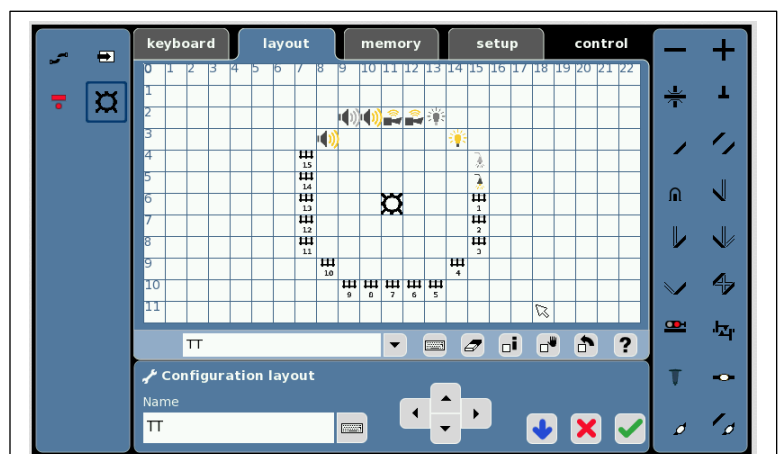 keyboard layout memory setup control
0 1 2 3 4 5 6 7 8 9 10 11 12 13 14 15 16 17 18 19 20 21 22
1
2
3
4
15
5
14
6
13 1
7
12 2
8
11 3
9
10 4
10
9 8 7 6 5
11
TT
i ?
Configuration layout
Name
TT